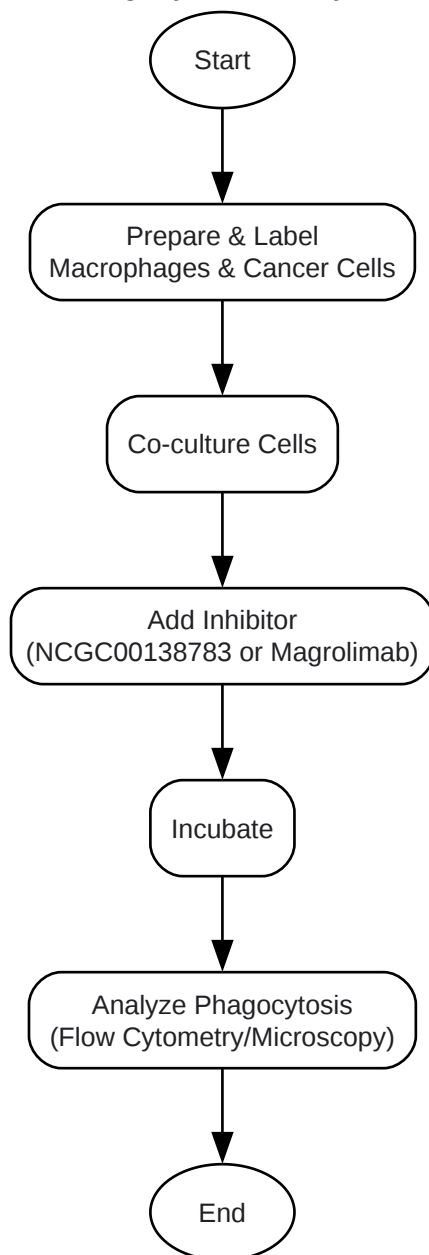 Start
Prepare & Label
Macrophages & Cancer Cells
Co-culture Cells
Add Inhibitor
(NCGC00138783 or Magrolimab)
Incubate
Analyze Phagocytosis
(Flow Cytometry/Microscopy)
End